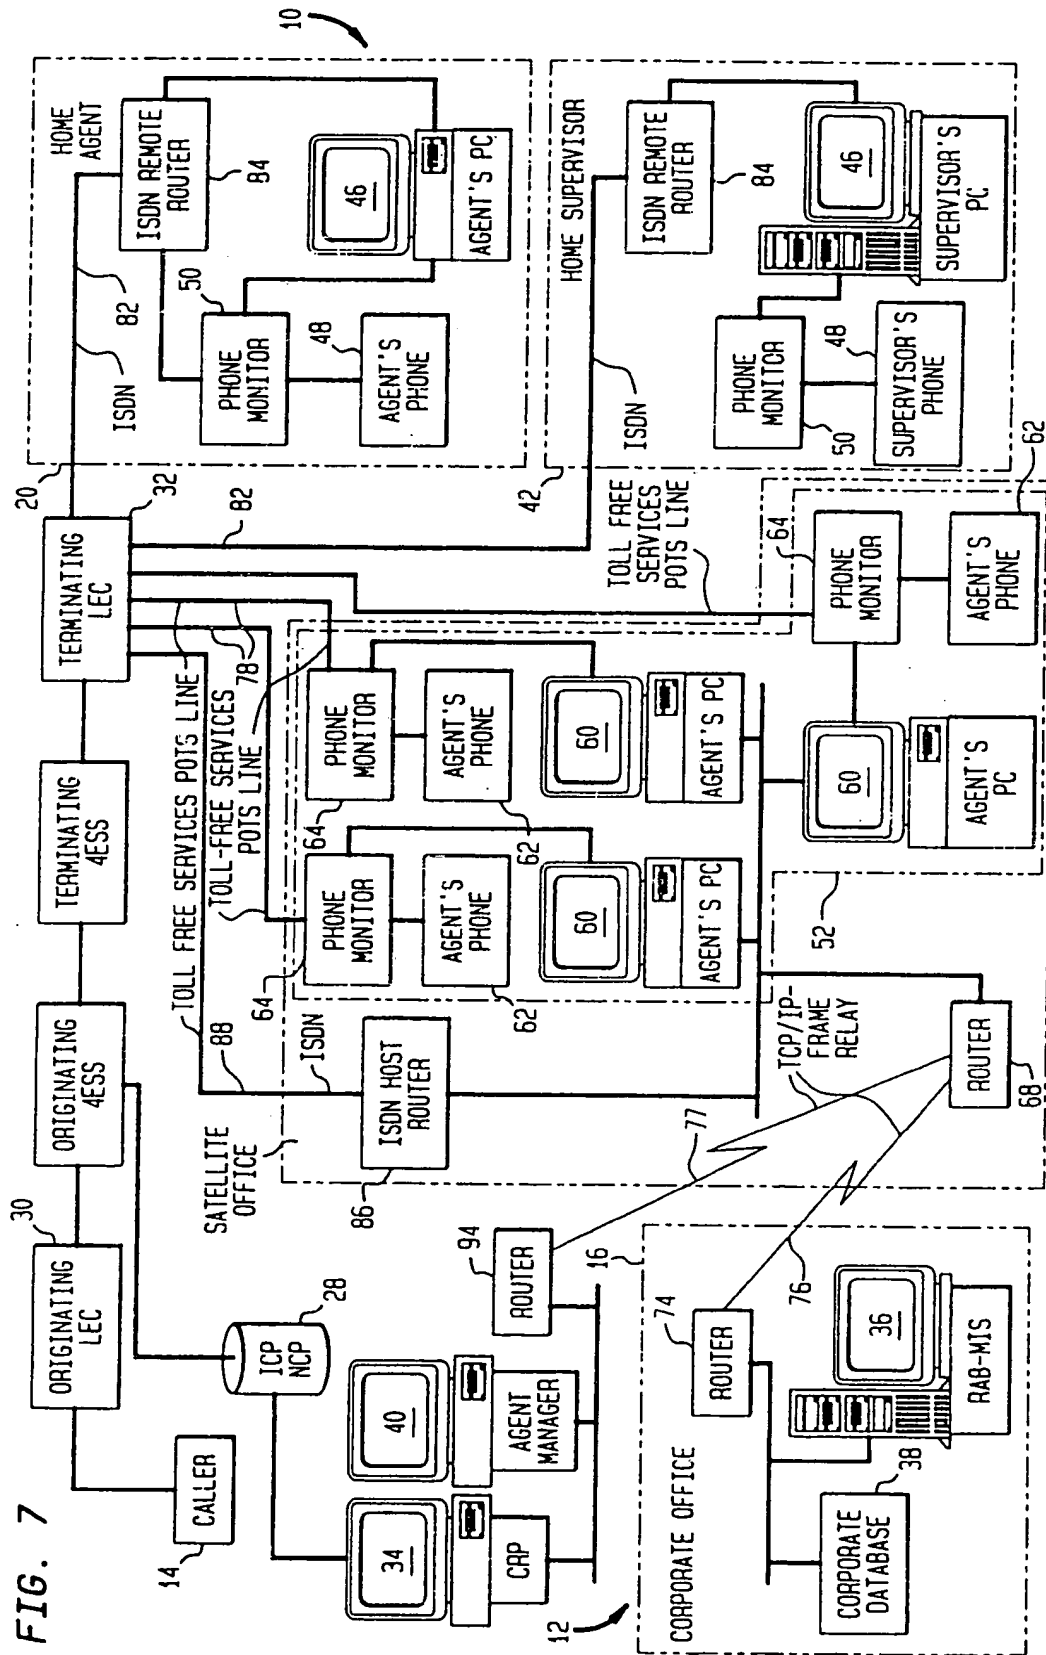 FIG. 7
10
12
14
CALLER
30
ORIGINATING
LEC
ORIGINATING
4ESS
TERMINATING
4ESS
TERMINATING
LEC
32
28
ICP
NCP
34
CRP
40
AGENT
MANAGER
94
ROUTER
CORPORATE OFFICE
16
74
ROUTER
76
77
CORPORATE
DATABASE
38
36
RAB-MIS
SATELLITE
OFFICE
TOLL FREE SERVICES POTS LINE
88
ISDN
86
ISDN HOST
ROUTER
TOLL-FREE SERVICES
POTS LINE
78
64
PHONE
MONITOR
AGENT'S
PHONE
62
60
AGENT'S PC
64
PHONE
MONITOR
AGENT'S
PHONE
62
60
AGENT'S PC
TCP/IP-
FRAME
RELAY
ROUTER
68
52
TOLL FREE
SERVICES
POTS LINE
64
PHONE
MONITOR
AGENT'S
PHONE
62
60
AGENT'S
PC
20
ISDN
82
HOME
AGENT
ISDN REMOTE
ROUTER
84
50
PHONE
MONITOR
48
AGENT'S
PHONE
46
AGENT'S PC
82
42
ISDN
HOME SUPERVISOR
ISDN REMOTE
ROUTER
84
PHONE
MONITOR
50
48
SUPERVISOR'S
PHONE
46
SUPERVISOR'S
PC